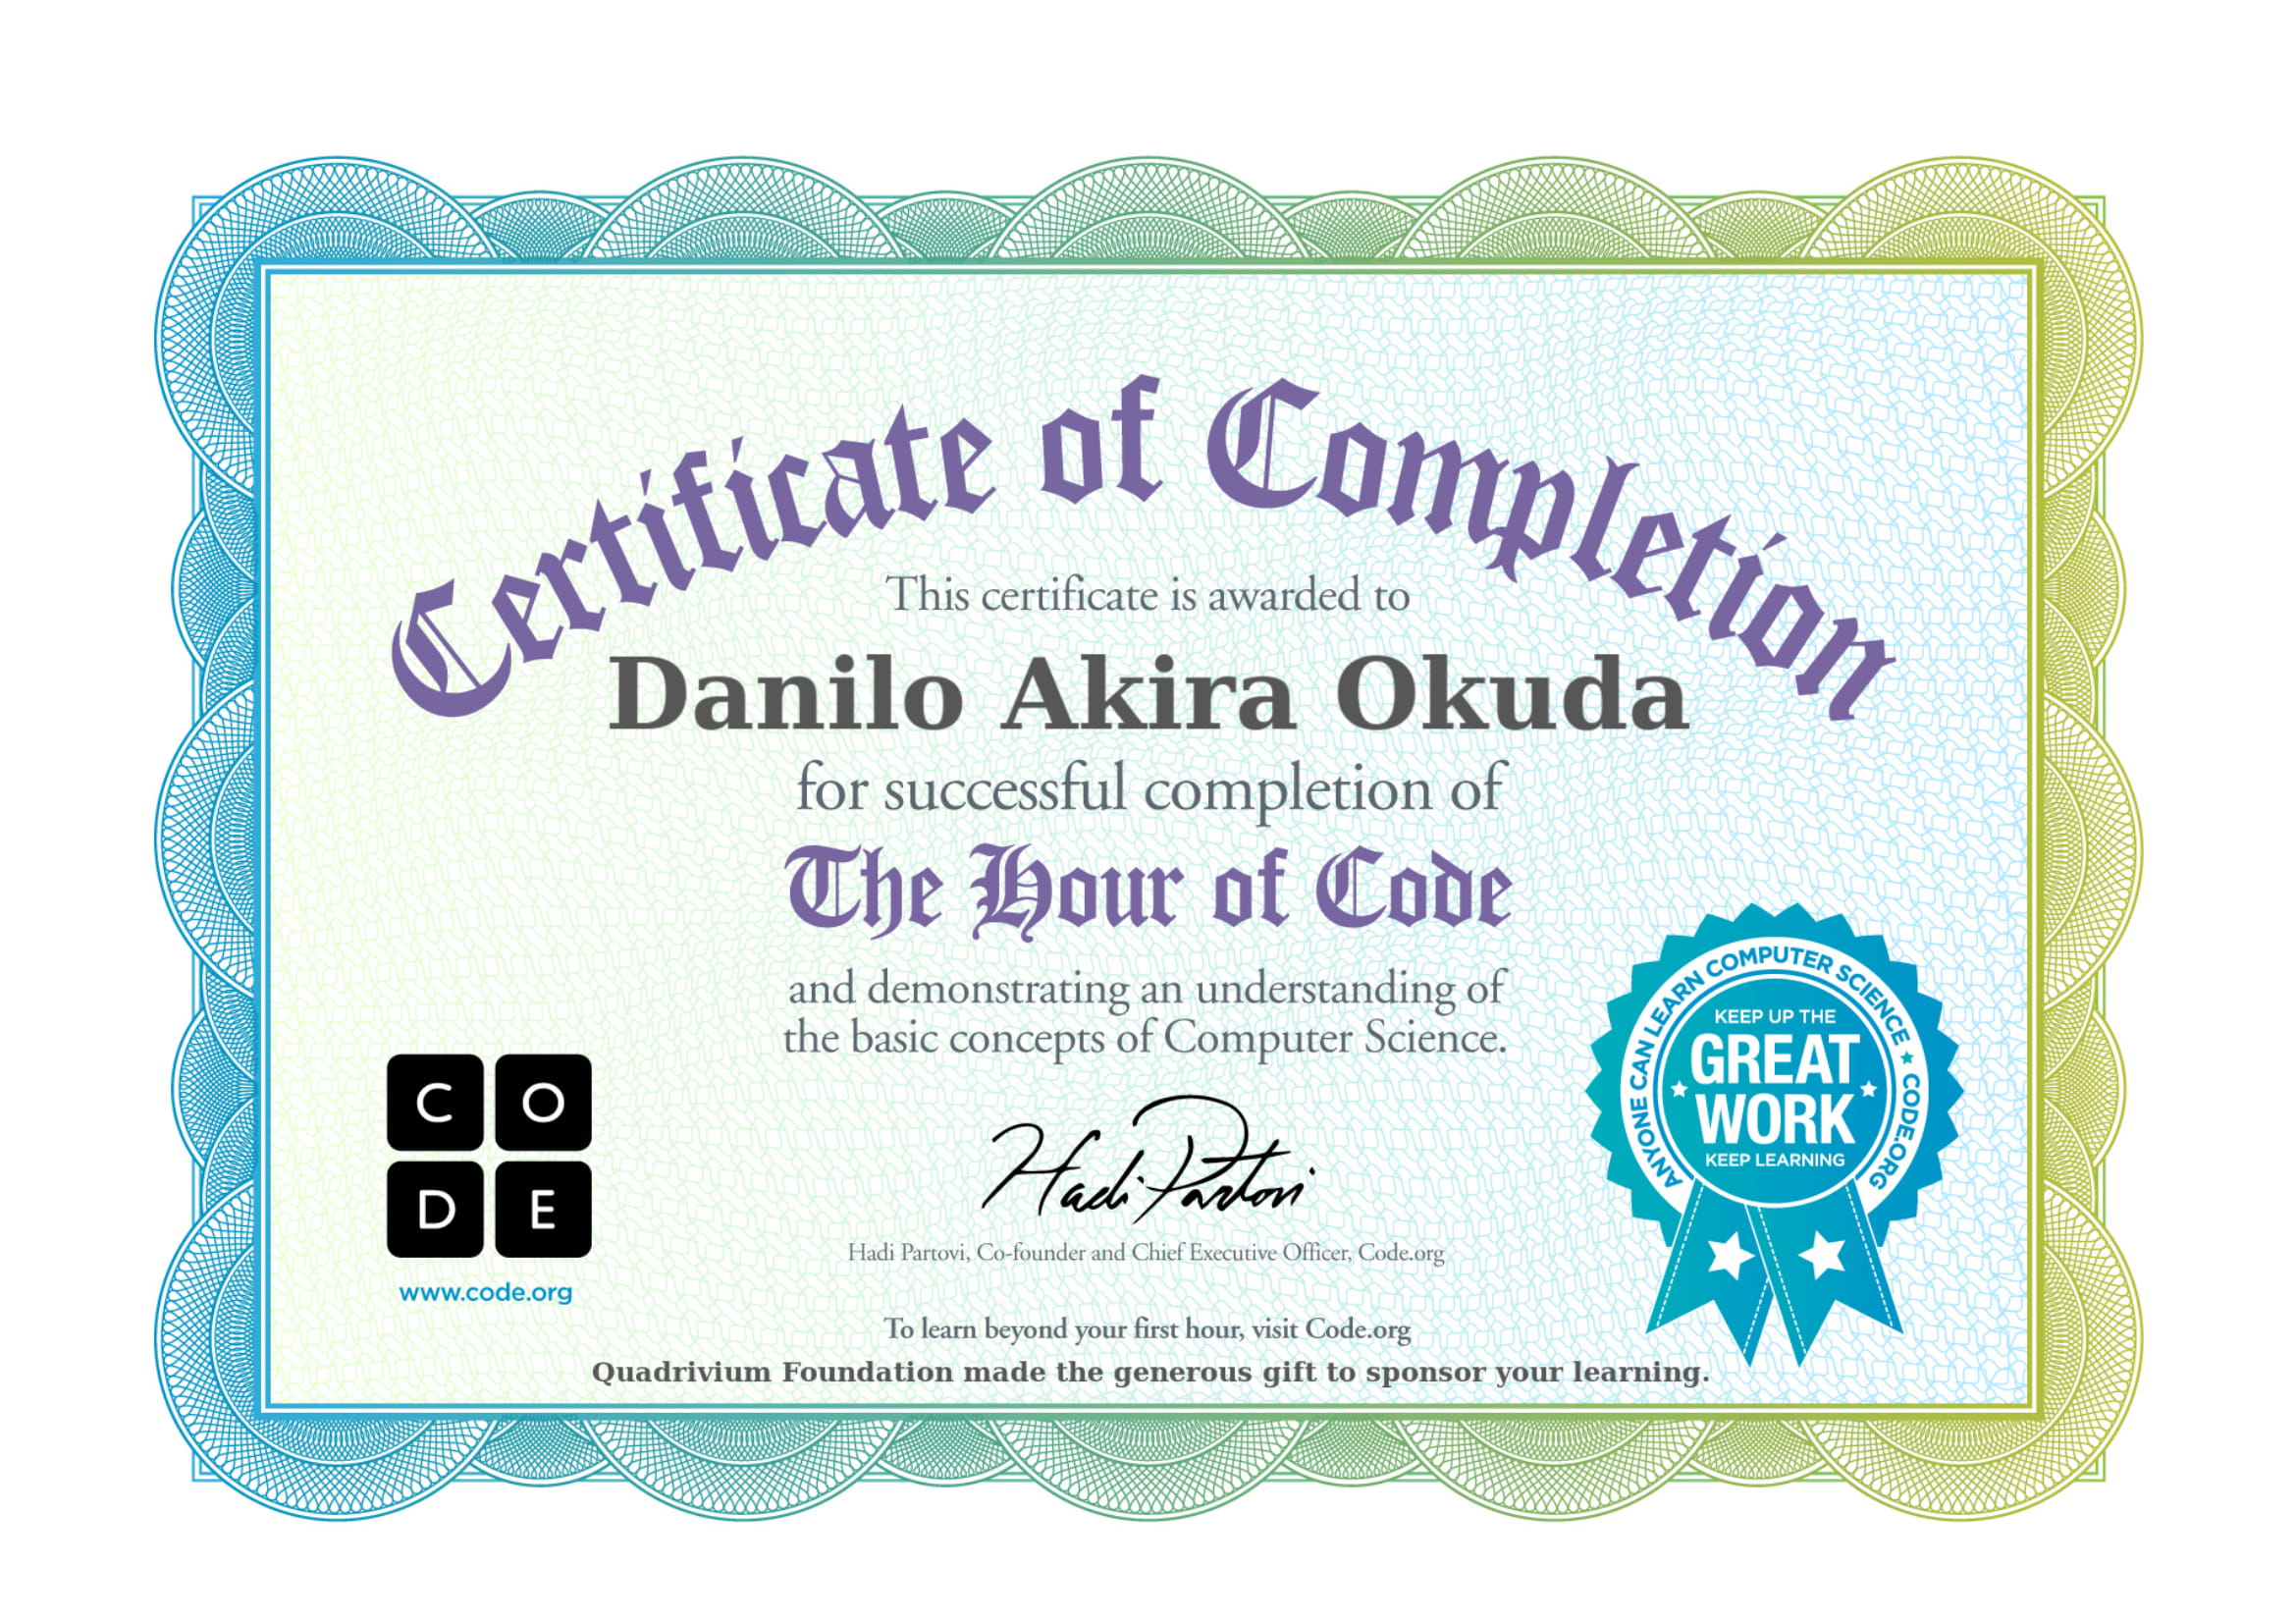 Certificate of Completion
This certificate is awarded to
Danilo Akira Okuda
for successful completion of
The Hour of Code
and demonstrating an understanding of
the basic concepts of Computer Science.
C O
D E
www.code.org
Hadi Partovi
Hadi Partovi, Co-founder and Chief Executive Officer, Code.org
To learn beyond your first hour, visit Code.org
Quadrivium Foundation made the generous gift to sponsor your learning.
ANYONE CAN LEARN COMPUTER SCIENCE ★ CODE.ORG
KEEP UP THE
GREAT
WORK
KEEP LEARNING